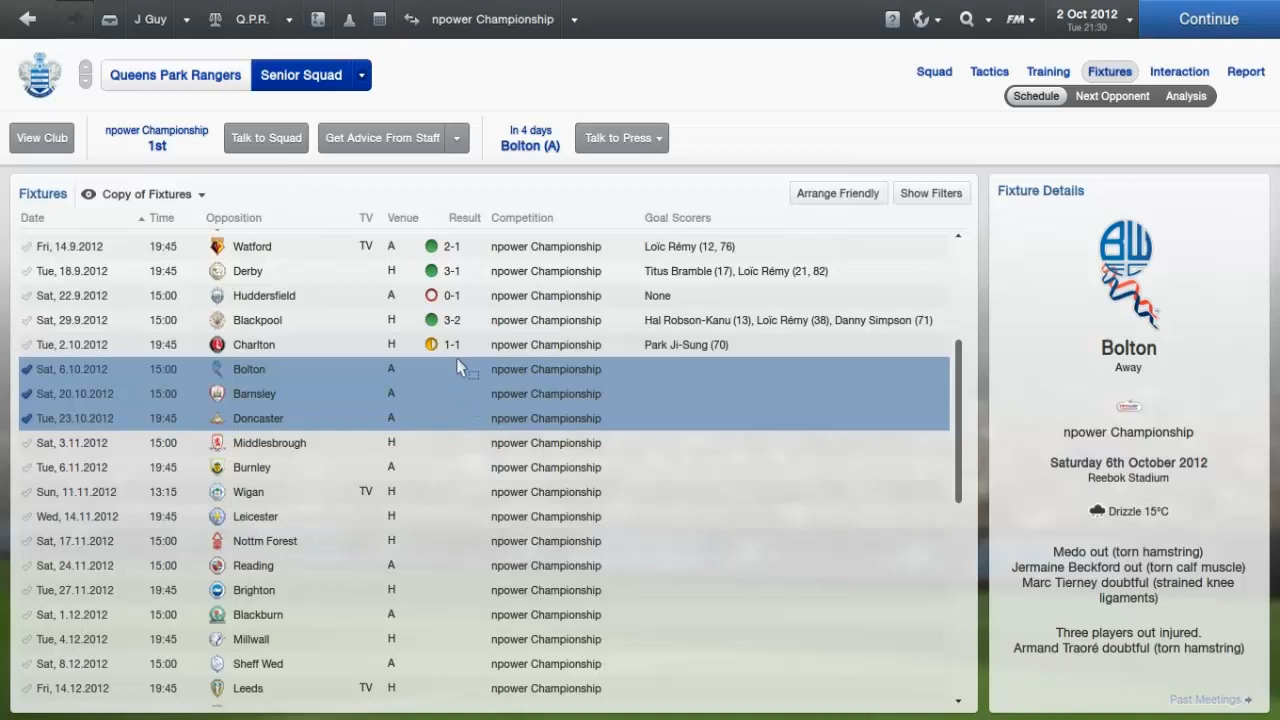 J Guy
Q.P.R.
npower Championship
?
FM
2 Oct 2012
Tue 21:30
Continue
Queens Park Rangers
Senior Squad
Squad
Tactics
Training
Fixtures
Interaction
Report
Schedule
Next Opponent
Analysis
View Club
npower Championship
1st
Talk to Squad
Get Advice From Staff
In 4 days
Bolton (A)
Talk to Press
Fixtures
Copy of Fixtures
Arrange Friendly
Show Filters
Date Time Opposition TV Venue Result Competition Goal Scorers
Fri, 14.9.2012 19:45 Watford TV A 2-1 npower Championship Loïc Rémy (12, 76)
Tue, 18.9.2012 19:45 Derby H 3-1 npower Championship Titus Bramble (17), Loïc Rémy (21, 82)
Sat, 22.9.2012 15:00 Huddersfield A 0-1 npower Championship None
Sat, 29.9.2012 15:00 Blackpool H 3-2 npower Championship Hal Robson-Kanu (13), Loïc Rémy (38), Danny Simpson (71)
Tue, 2.10.2012 19:45 Charlton H 1-1 npower Championship Park Ji-Sung (70)
Sat, 6.10.2012 15:00 Bolton A npower Championship
Sat, 20.10.2012 15:00 Barnsley A npower Championship
Tue, 23.10.2012 19:45 Doncaster A npower Championship
Sat, 3.11.2012 15:00 Middlesbrough H npower Championship
Tue, 6.11.2012 19:45 Burnley A npower Championship
Sun, 11.11.2012 13:15 Wigan TV H npower Championship
Wed, 14.11.2012 19:45 Leicester H npower Championship
Sat, 17.11.2012 15:00 Nottm Forest H npower Championship
Sat, 24.11.2012 15:00 Reading A npower Championship
Tue, 27.11.2012 19:45 Brighton H npower Championship
Sat, 1.12.2012 15:00 Blackburn A npower Championship
Tue, 4.12.2012 19:45 Millwall H npower Championship
Sat, 8.12.2012 15:00 Sheff Wed A npower Championship
Fri, 14.12.2012 19:45 Leeds TV H npower Championship
Fixture Details
Bolton
Away
npower Championship
Saturday 6th October 2012
Reebok Stadium
Drizzle 15°C
Medo out (torn hamstring)
Jermaine Beckford out (torn calf muscle)
Marc Tierney doubtful (strained knee
ligaments)
Three players out injured.
Armand Traoré doubtful (torn hamstring)
Past Meetings